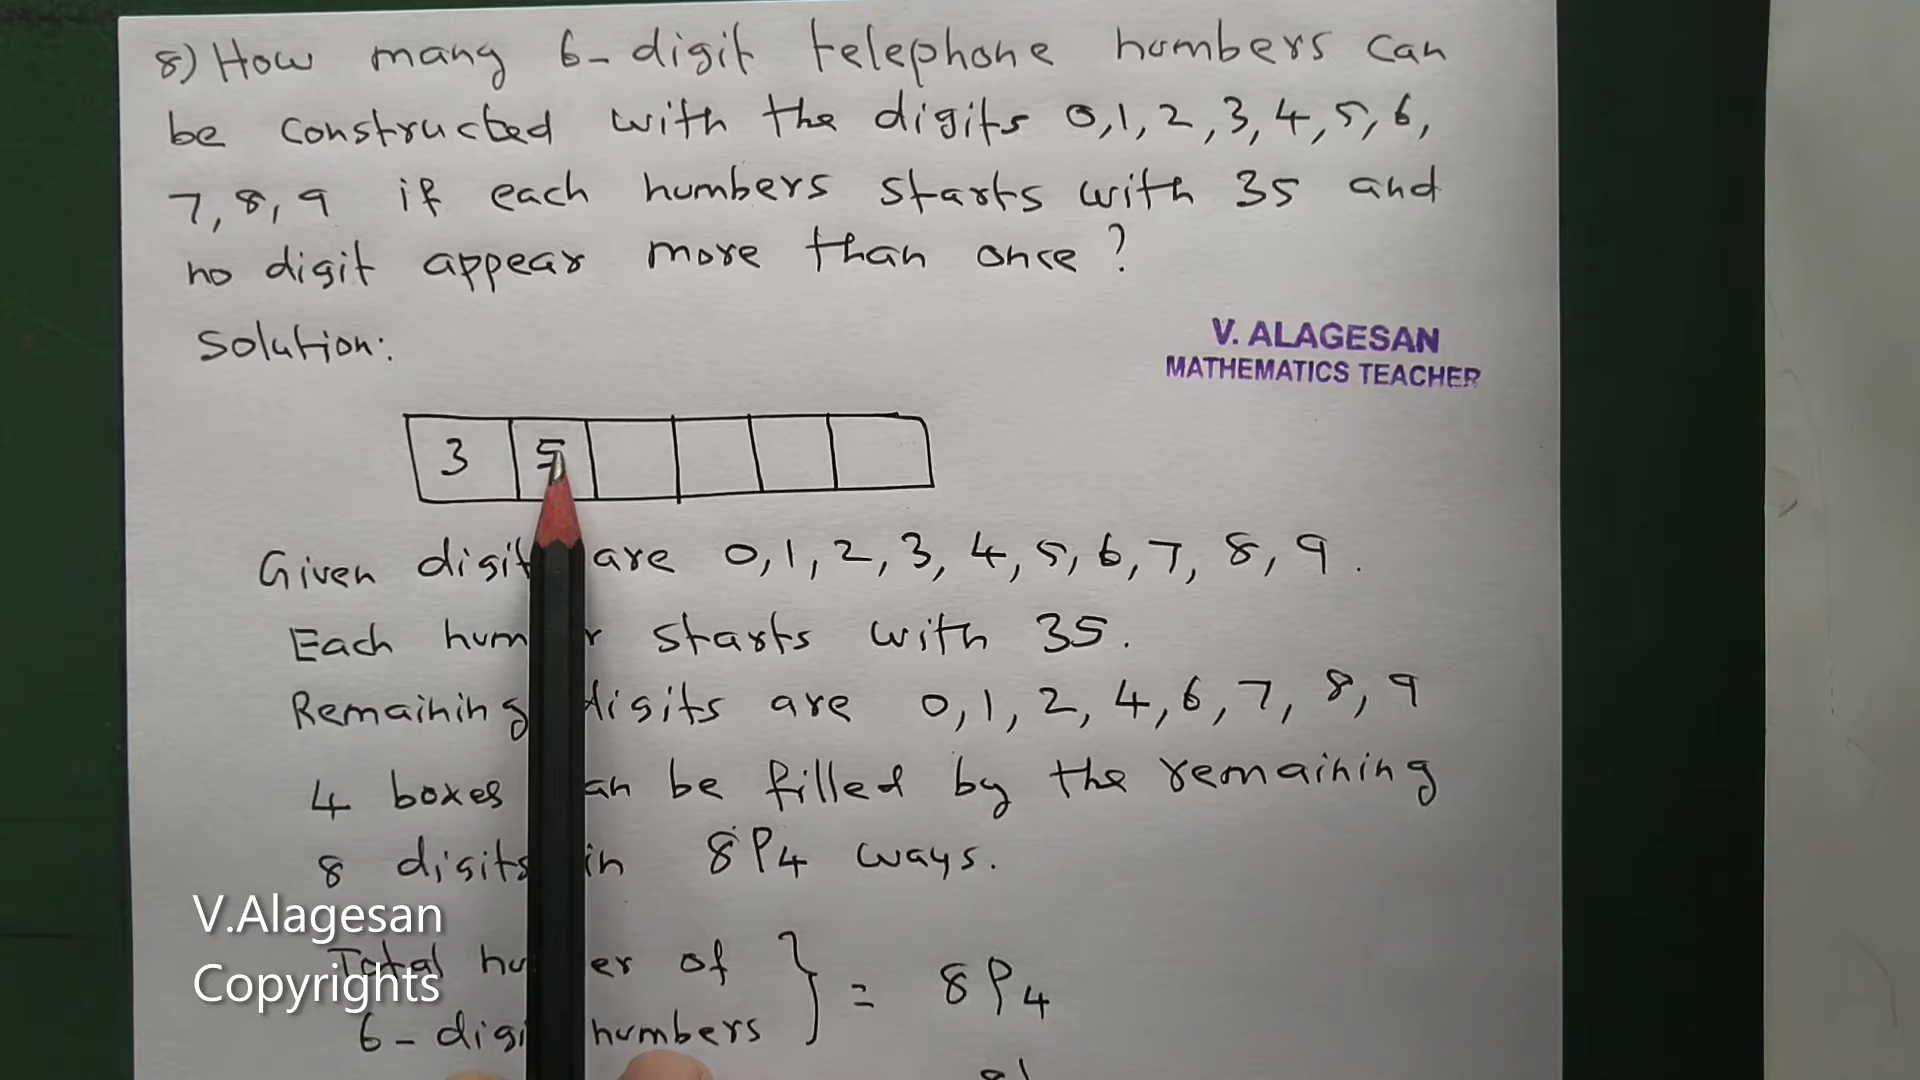 8) How many 6-digit telephone numbers can
be constructed with the digits 0,1,2,3,4,5,6,
7,8,9 if each numbers starts with 35 and
no digit appear more than once?
Solution:
V. ALAGESAN
MATHEMATICS TEACHER
3 5
Given digit are 0,1,2,3,4,5,6,7,8,9.
Each num r starts with 35.
Remaining digits are 0,1,2,4,6,7,8,9
4 boxes can be filled by the remaining
8 digits in 8P4 ways.
V.Alagesan
Copyrights
Total nu er of
6-digi numbers } = 8P4